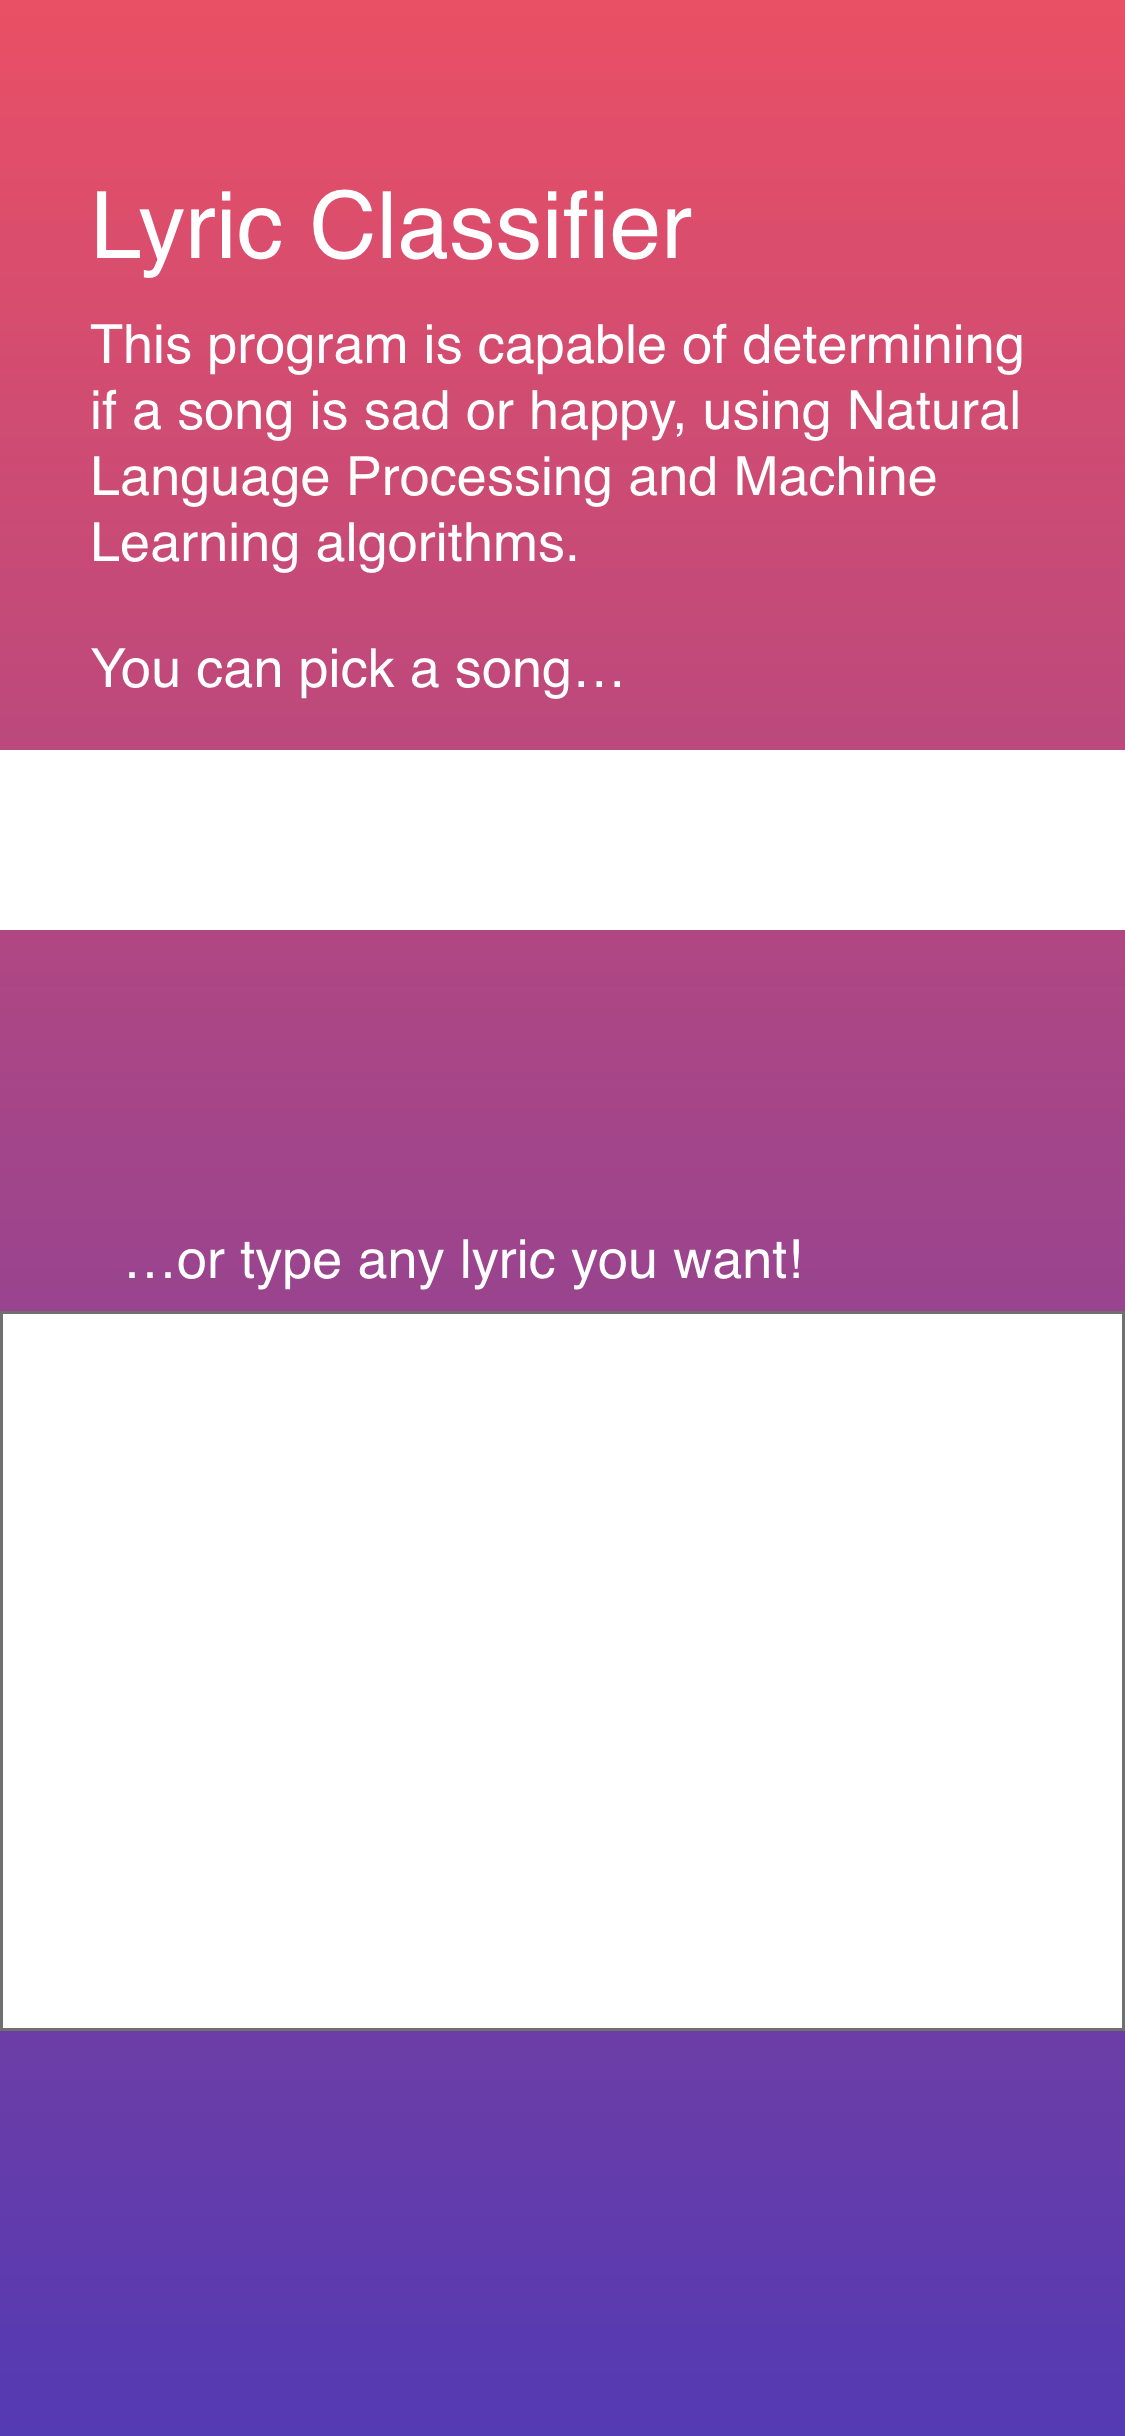 Lyric Classifier
This program is capable of determining
if a song is sad or happy, using Natural
Language Processing and Machine
Learning algorithms.
You can pick a song…
…or type any lyric you want!